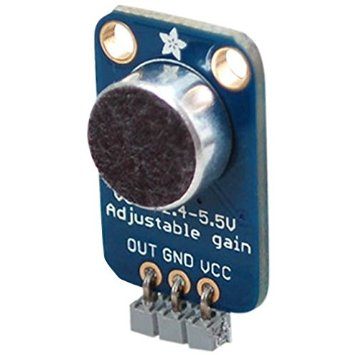 .4-5.5V
Adjustable gain
OUT GND VCC